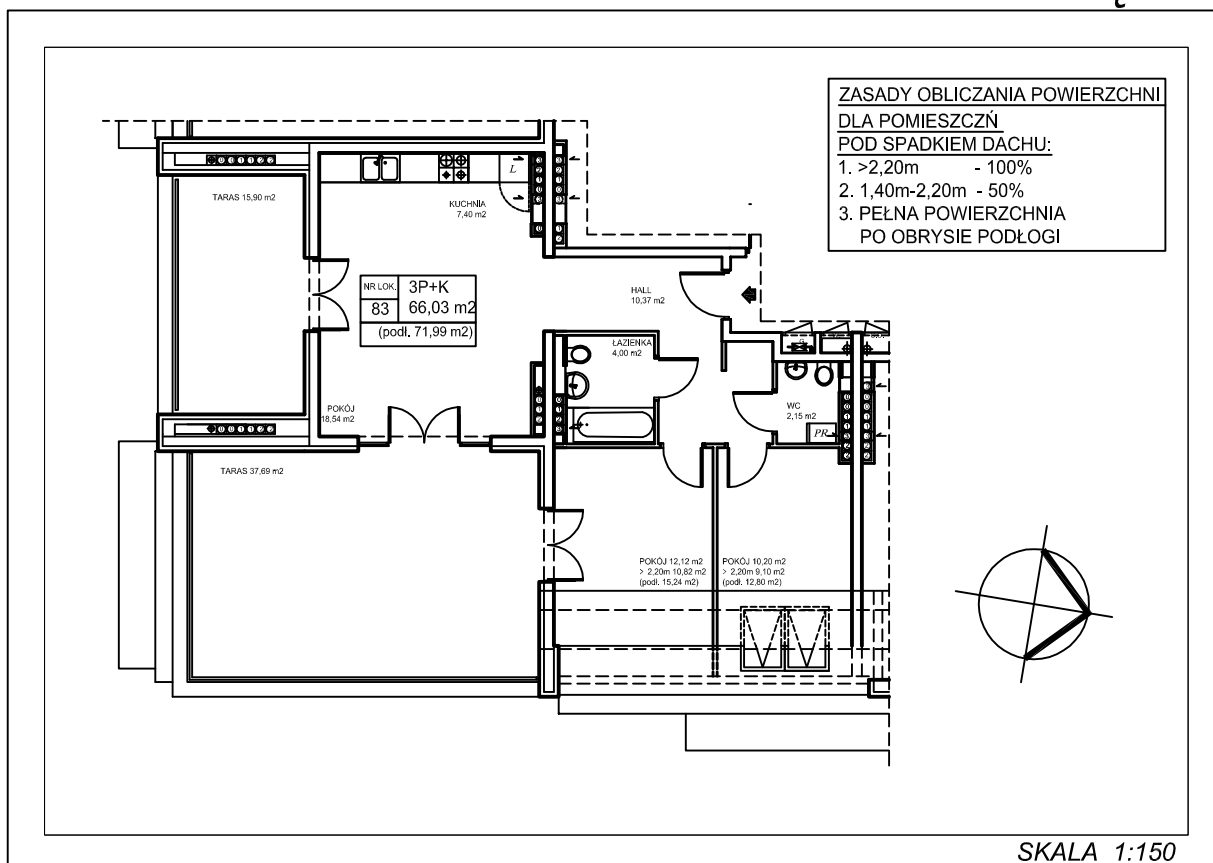 ZASADY OBLICZANIA POWIERZCHNI
DLA POMIESZCZŃ
POD SPADKIEM DACHU:
1. >2,20m - 100%
2. 1,40m-2,20m - 50%
3. PEŁNA POWIERZCHNIA
PO OBRYSIE PODŁOGI
TARAS 15,90 m2
L
KUCHNIA
7,40 m2
NR LOK.
83
3P+K
66,03 m2
(podł. 71,99 m2)
HALL
10,37 m2
ŁAZIENKA
4,00 m2
POKÓJ
18,54 m2
WC
2,15 m2
PR
TARAS 37,69 m2
POKÓJ 12,12 m2
> 2,20m 10,82 m2
(podł. 15,24 m2)
POKÓJ 10,20 m2
> 2,20m 9,10 m2
(podł. 12,80 m2)
SKALA 1:150